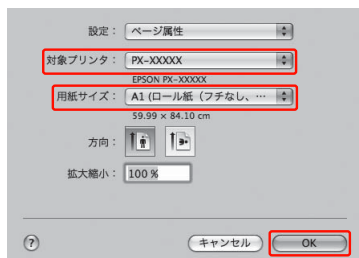 設定： ページ属性
対象プリンタ： PX-XXXXX
EPSON PX-XXXXX
用紙サイズ： A1 (ロール紙（フチなし、…
59.99 × 84.10 cm
方向：
拡大縮小： 100 %
? キャンセル OK